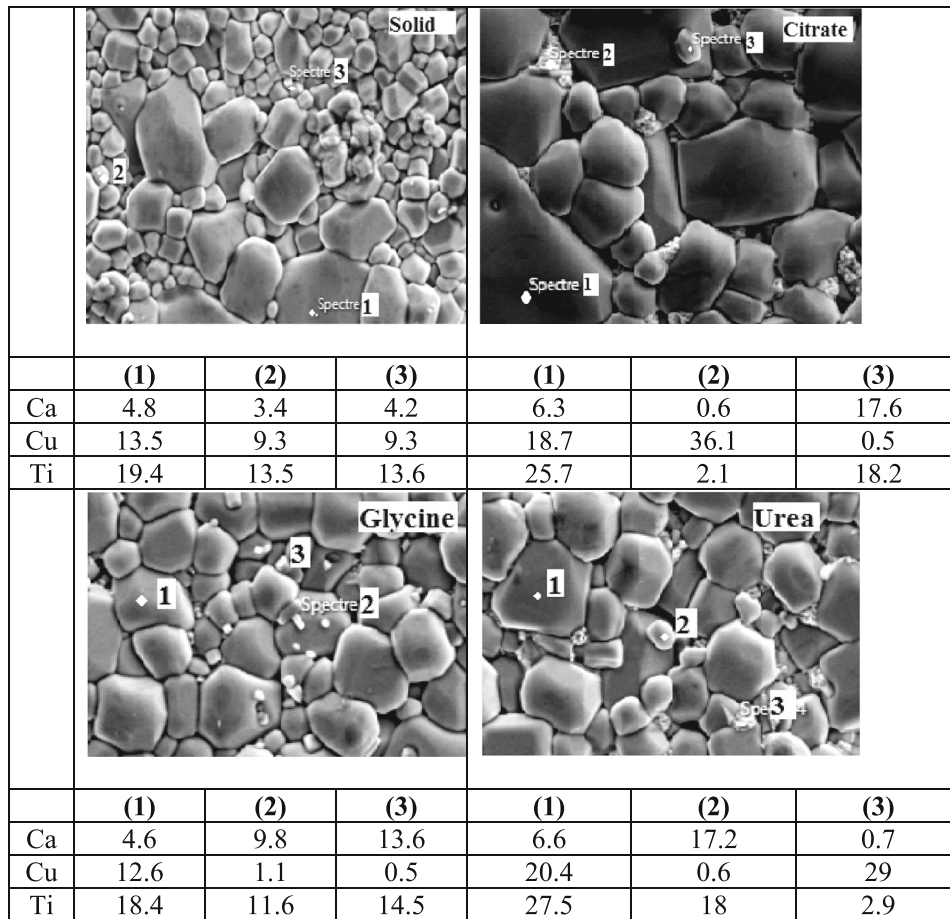 Solid
Spectre 3
2
Spectre 1
Citrate
Spectre 2
Spectre 3
Spectre 1
(1) (2) (3) (1) (2) (3)
Ca 4.8 3.4 4.2 6.3 0.6 17.6
Cu 13.5 9.3 9.3 18.7 36.1 0.5
Ti 19.4 13.5 13.6 25.7 2.1 18.2
Glycine
3
1
Spectre 2
Urea
1
2
3
(1) (2) (3) (1) (2) (3)
Ca 4.6 9.8 13.6 6.6 17.2 0.7
Cu 12.6 1.1 0.5 20.4 0.6 29
Ti 18.4 11.6 14.5 27.5 18 2.9